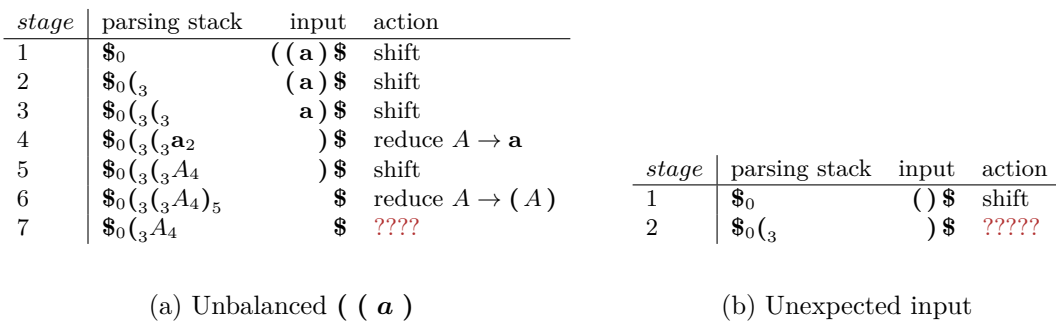 stage parsing stack input action
1 $₀ ( ( a ) $ shift
2 $₀(₃ ( a ) $ shift
3 $₀(₃(₃ a ) $ shift
4 $₀(₃(₃a₂ ) $ reduce A → a
5 $₀(₃(₃A₄ ) $ shift
6 $₀(₃(₃A₄)₅ $ reduce A → ( A )
7 $₀(₃A₄ $ ????
(a) Unbalanced ( ( a )
stage parsing stack input action
1 $₀ ( ) $ shift
2 $₀(₃ ) $ ?????
(b) Unexpected input